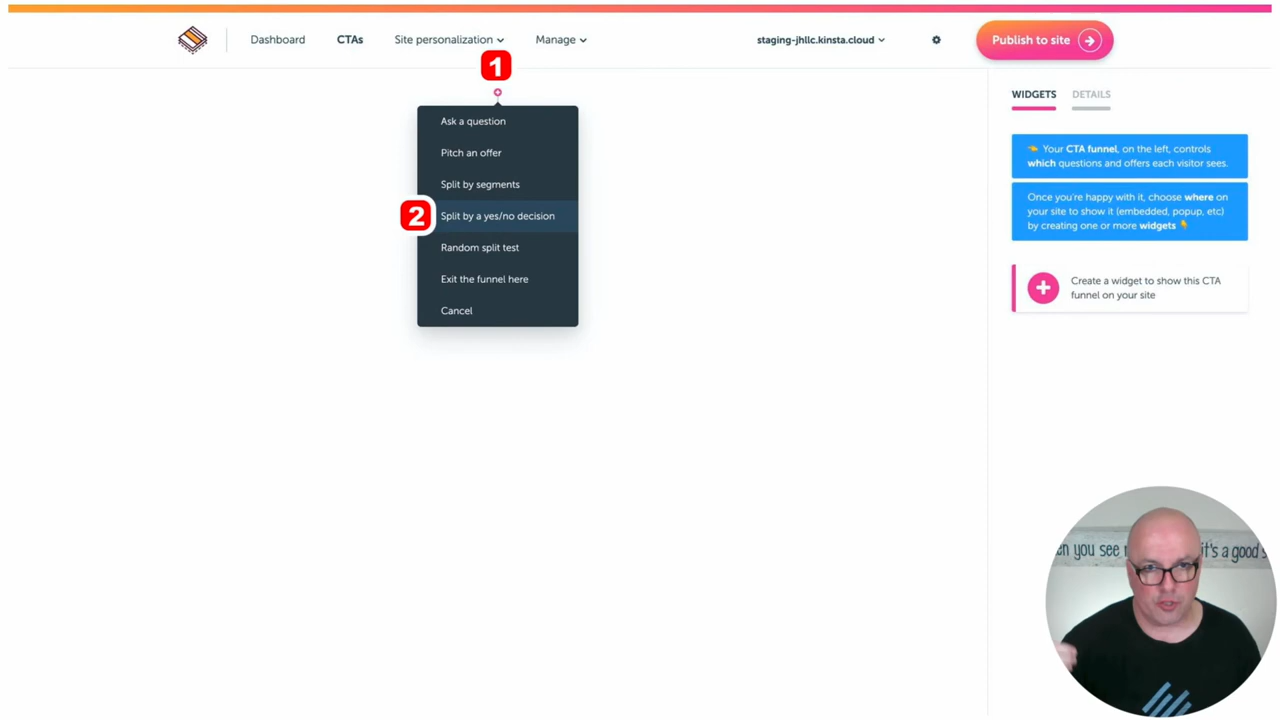 Dashboard
CTAs
Site personalization
Manage
staging-jhllc.kinsta.cloud
Publish to site
1
Ask a question
Pitch an offer
Split by segments
2
Split by a yes/no decision
Random split test
Exit the funnel here
Cancel
WIDGETS
DETAILS
👈 Your CTA funnel, on the left, controls
which questions and offers each visitor sees.
Once you're happy with it, choose where on
your site to show it (embedded, popup, etc)
by creating one or more widgets 👇
Create a widget to show this CTA
funnel on your site
you see
it's a good